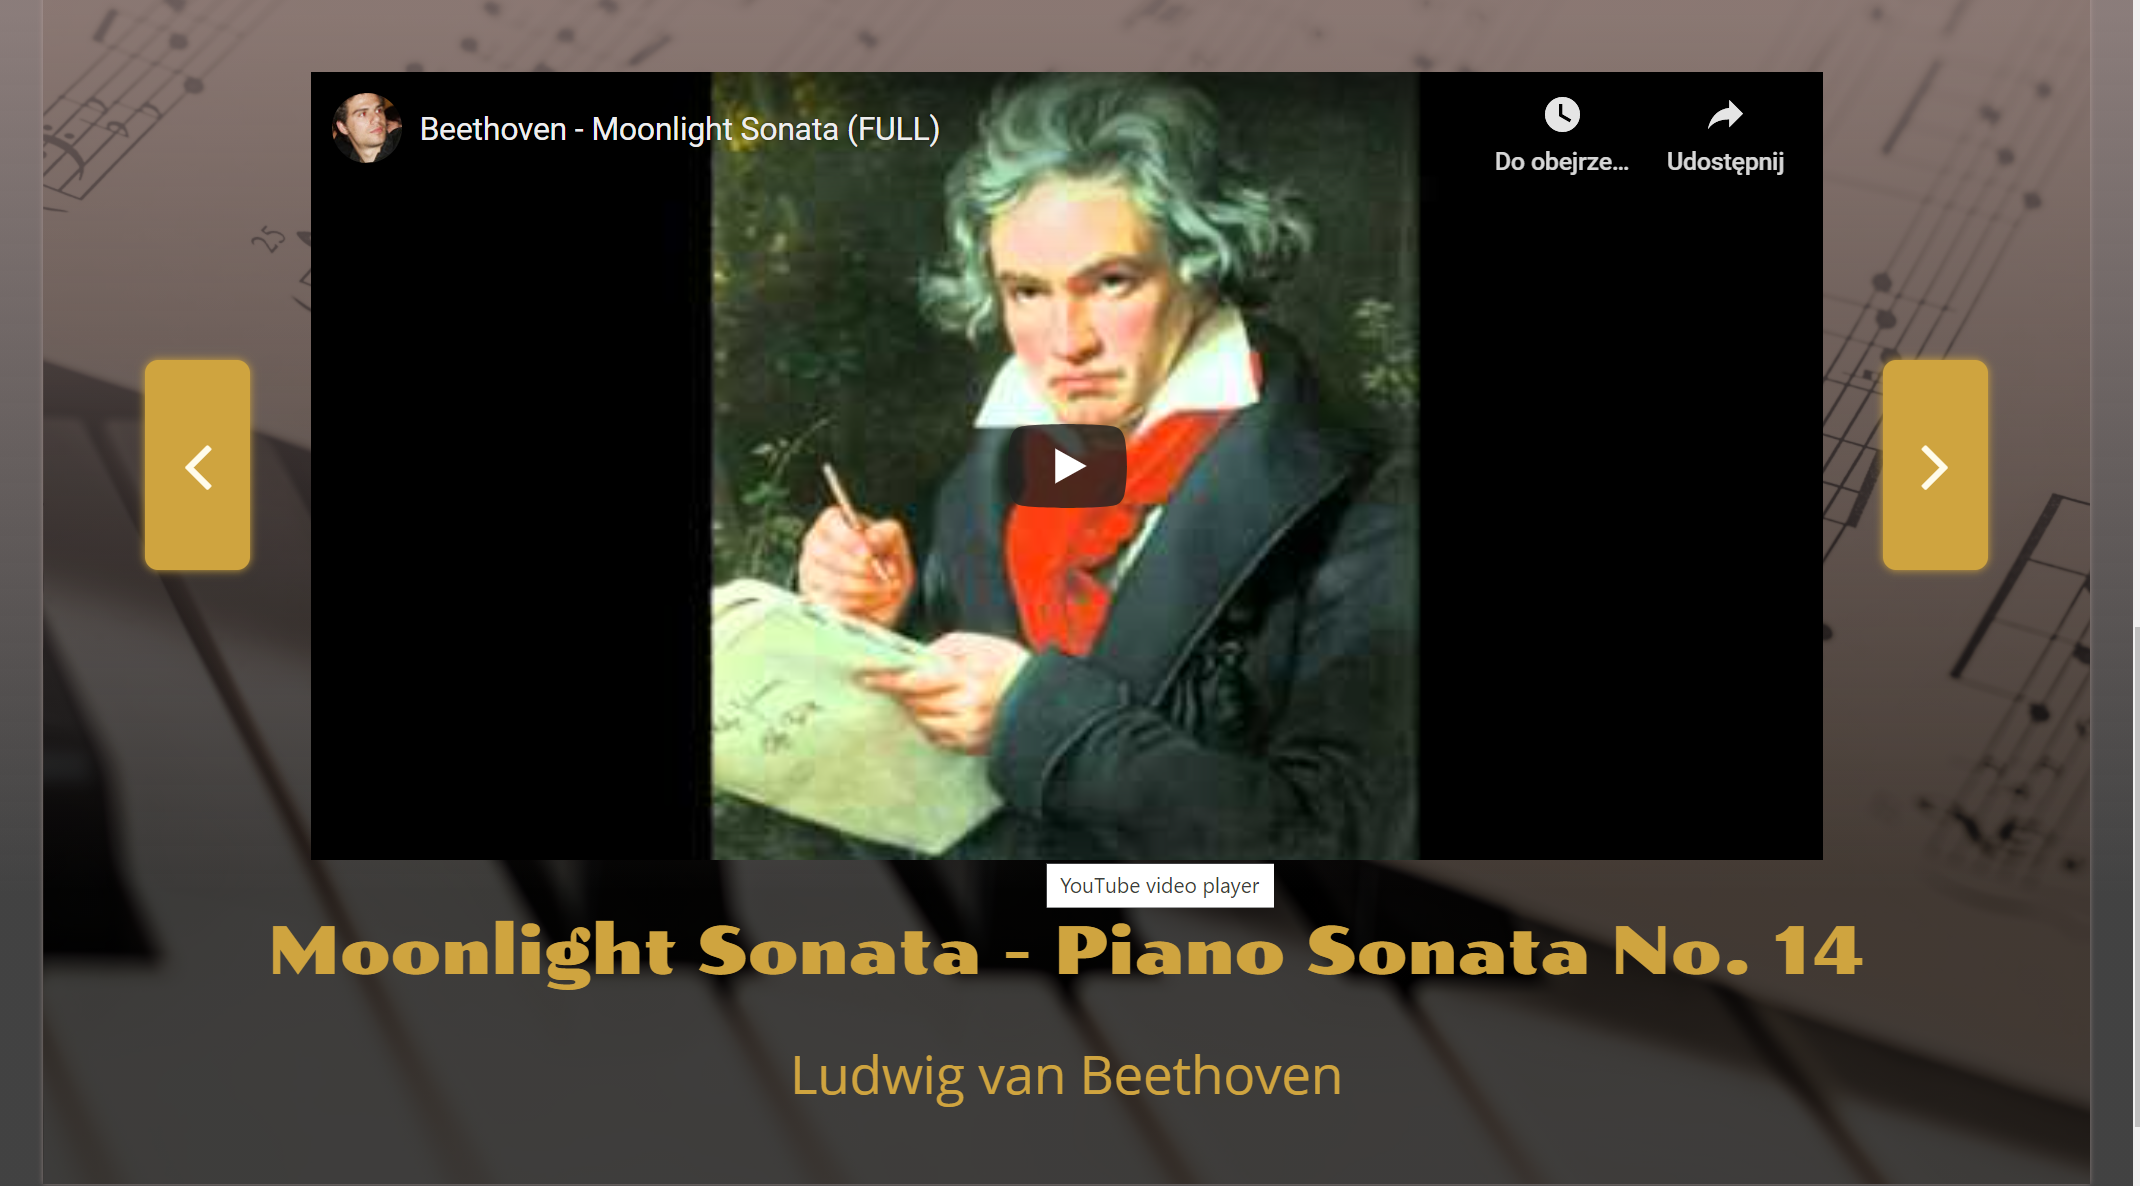 Beethoven - Moonlight Sonata (FULL)
Do obejrze...
Udostępnij
25
YouTube video player
Moonlight Sonata - Piano Sonata No. 14
Ludwig van Beethoven